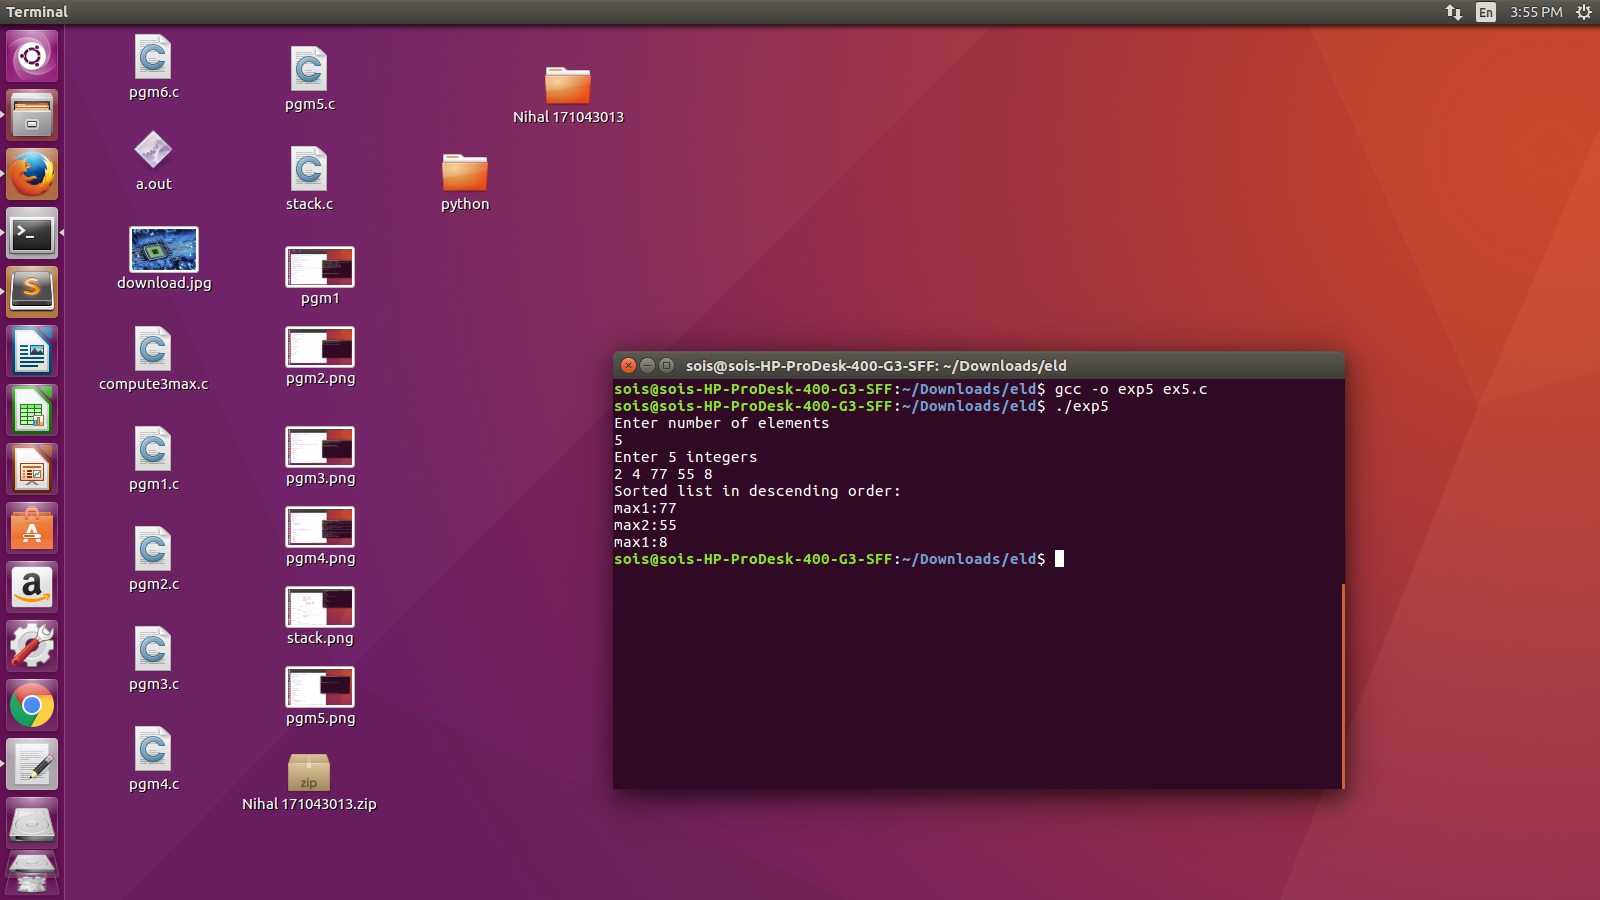 Terminal
En
3:55 PM
pgm6.c
pgm5.c
Nihal 171043013
a.out
stack.c
python
download.jpg
pgm1
compute3max.c
pgm2.png
pgm1.c
pgm3.png
pgm2.c
pgm4.png
pgm3.c
stack.png
pgm4.c
pgm5.png
zip
Nihal 171043013.zip
sois@sois-HP-ProDesk-400-G3-SFF: ~/Downloads/eld
sois@sois-HP-ProDesk-400-G3-SFF:~/Downloads/eld$ gcc -o exp5 ex5.c
sois@sois-HP-ProDesk-400-G3-SFF:~/Downloads/eld$ ./exp5
Enter number of elements
5
Enter 5 integers
2 4 77 55 8
Sorted list in descending order:
max1:77
max2:55
max1:8
sois@sois-HP-ProDesk-400-G3-SFF:~/Downloads/eld$